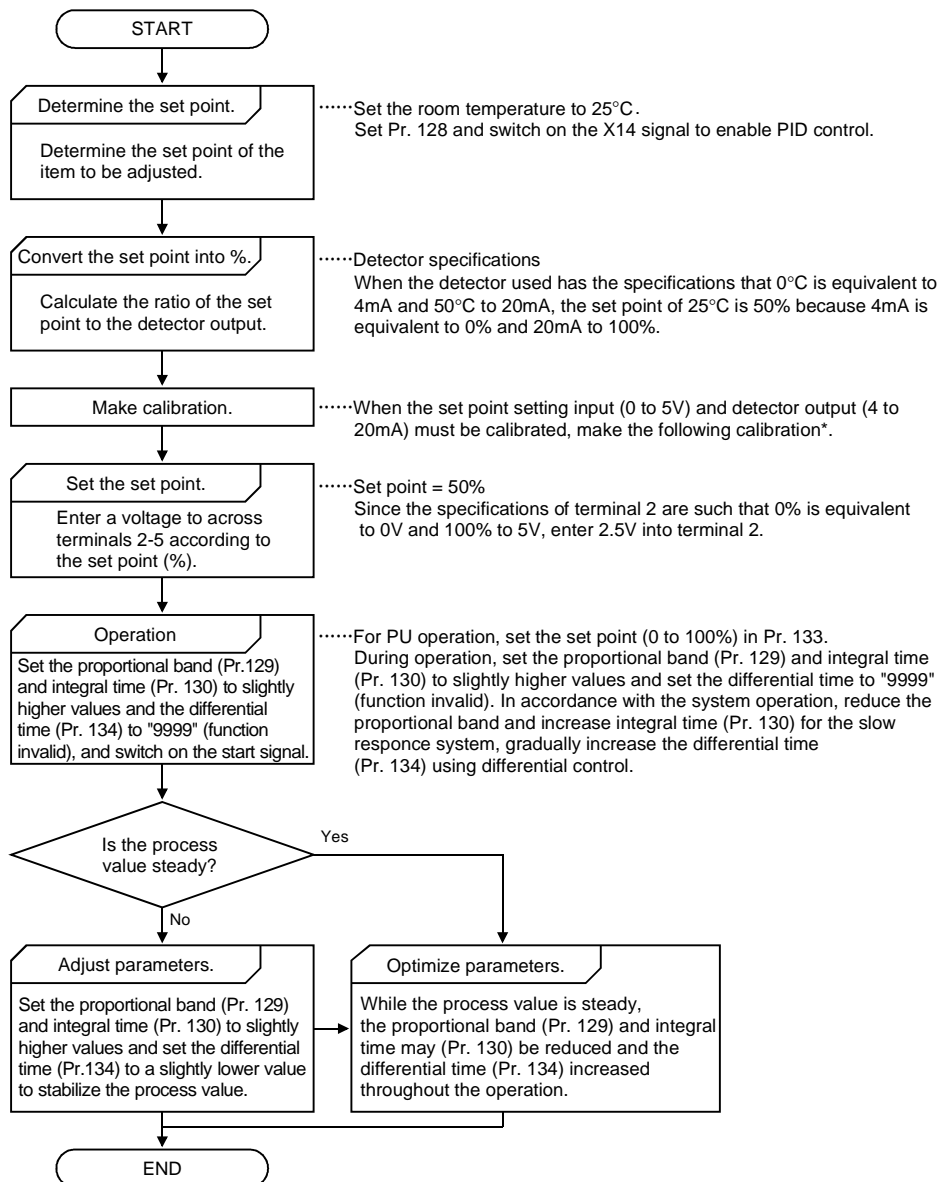 START
Determine the set point.
Determine the set point of the
item to be adjusted.
······Set the room temperature to 25°C.
Set Pr. 128 and switch on the X14 signal to enable PID control.
Convert the set point into %.
Calculate the ratio of the set
point to the detector output.
······Detector specifications
When the detector used has the specifications that 0°C is equivalent to
4mA and 50°C to 20mA, the set point of 25°C is 50% because 4mA is
equivalent to 0% and 20mA to 100%.
Make calibration.
······When the set point setting input (0 to 5V) and detector output (4 to
20mA) must be calibrated, make the following calibration*.
Set the set point.
Enter a voltage to across
terminals 2-5 according to
the set point (%).
······Set point = 50%
Since the specifications of terminal 2 are such that 0% is equivalent
to 0V and 100% to 5V, enter 2.5V into terminal 2.
Operation
Set the proportional band (Pr.129)
and integral time (Pr. 130) to slightly
higher values and the differential
time (Pr. 134) to "9999" (function
invalid), and switch on the start signal.
······For PU operation, set the set point (0 to 100%) in Pr. 133.
During operation, set the proportional band (Pr. 129) and integral time
(Pr. 130) to slightly higher values and set the differential time to "9999"
(function invalid). In accordance with the system operation, reduce the
proportional band and increase integral time (Pr. 130) for the slow
responce system, gradually increase the differential time
(Pr. 134) using differential control.
Is the process
value steady?
Yes
No
Adjust parameters.
Set the proportional band (Pr. 129)
and integral time (Pr. 130) to slightly
higher values and set the differential
time (Pr.134) to a slightly lower value
to stabilize the process value.
Optimize parameters.
While the process value is steady,
the proportional band (Pr. 129) and integral
time may (Pr. 130) be reduced and the
differential time (Pr. 134) increased
throughout the operation.
END